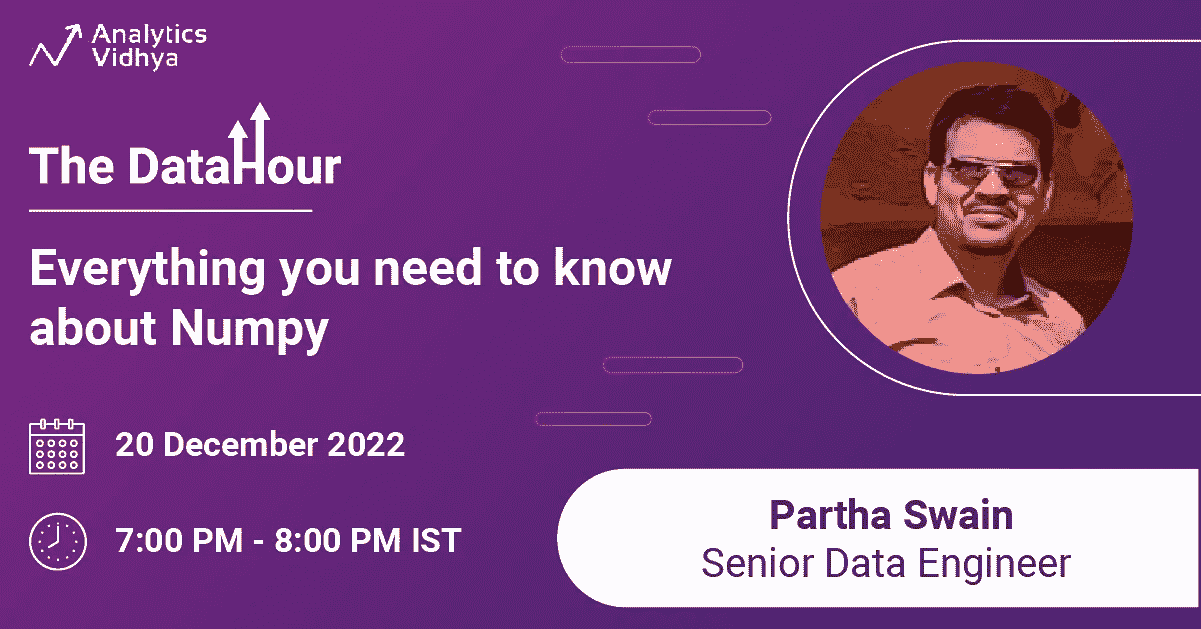 Analytics
Vidhya
The DataHour
Everything you need to know
about Numpy
20 December 2022
7:00 PM - 8:00 PM IST
Partha Swain
Senior Data Engineer